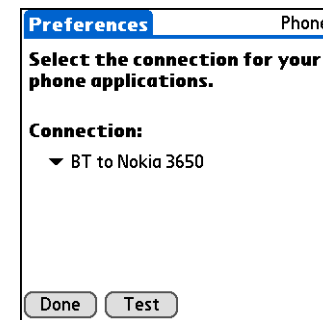 Preferences Phone
Select the connection for your
phone applications.
Connection:
BT to Nokia 3650
Done Test